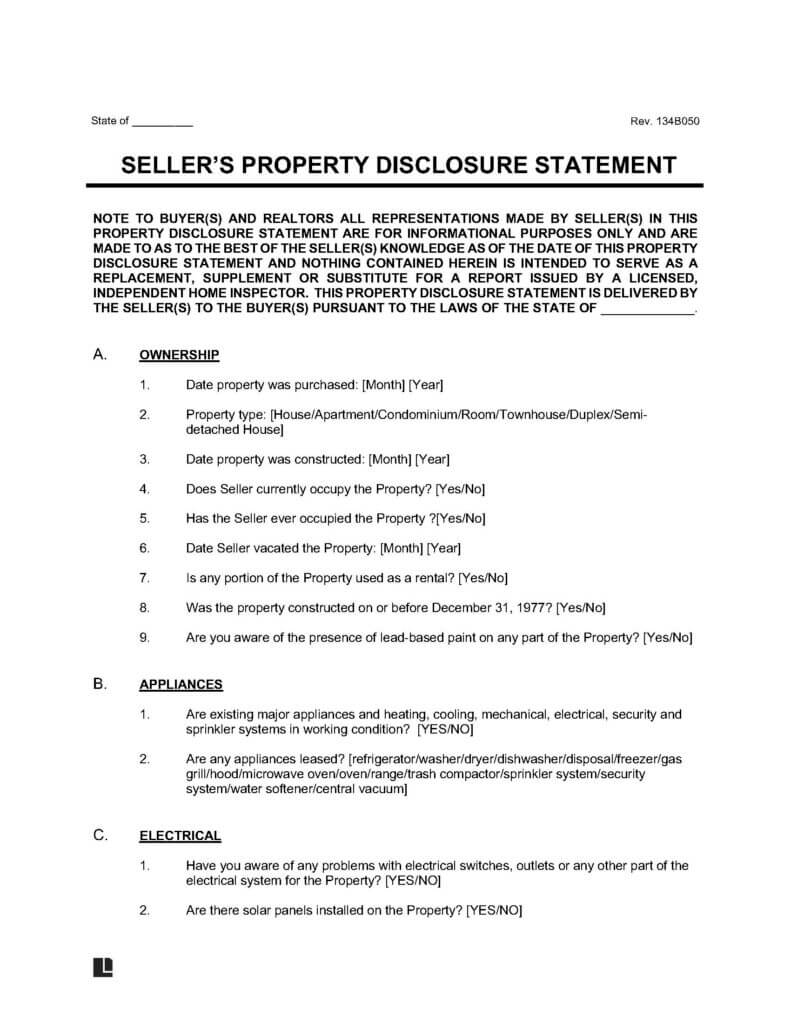 State of __________ Rev. 134B050
SELLER’S PROPERTY DISCLOSURE STATEMENT
NOTE TO BUYER(S) AND REALTORS ALL REPRESENTATIONS MADE BY SELLER(S) IN THIS
PROPERTY DISCLOSURE STATEMENT ARE FOR INFORMATIONAL PURPOSES ONLY AND ARE
MADE TO AS TO THE BEST OF THE SELLER(S) KNOWLEDGE AS OF THE DATE OF THIS PROPERTY
DISCLOSURE STATEMENT AND NOTHING CONTAINED HEREIN IS INTENDED TO SERVE AS A
REPLACEMENT, SUPPLEMENT OR SUBSTITUTE FOR A REPORT ISSUED BY A LICENSED,
INDEPENDENT HOME INSPECTOR. THIS PROPERTY DISCLOSURE STATEMENT IS DELIVERED BY
THE SELLER(S) TO THE BUYER(S) PURSUANT TO THE LAWS OF THE STATE OF _____________.
A. OWNERSHIP
1. Date property was purchased: [Month] [Year]
2. Property type: [House/Apartment/Condominium/Room/Townhouse/Duplex/Semi-
detached House]
3. Date property was constructed: [Month] [Year]
4. Does Seller currently occupy the Property? [Yes/No]
5. Has the Seller ever occupied the Property ?[Yes/No]
6. Date Seller vacated the Property: [Month] [Year]
7. Is any portion of the Property used as a rental? [Yes/No]
8. Was the property constructed on or before December 31, 1977? [Yes/No]
9. Are you aware of the presence of lead-based paint on any part of the Property? [Yes/No]
B. APPLIANCES
1. Are existing major appliances and heating, cooling, mechanical, electrical, security and
sprinkler systems in working condition? [YES/NO]
2. Are any appliances leased? [refrigerator/washer/dryer/dishwasher/disposal/freezer/gas
grill/hood/microwave oven/oven/range/trash compactor/sprinkler system/security
system/water softener/central vacuum]
C. ELECTRICAL
1. Have you aware of any problems with electrical switches, outlets or any other part of the
electrical system for the Property? [YES/NO]
2. Are there solar panels installed on the Property? [YES/NO]